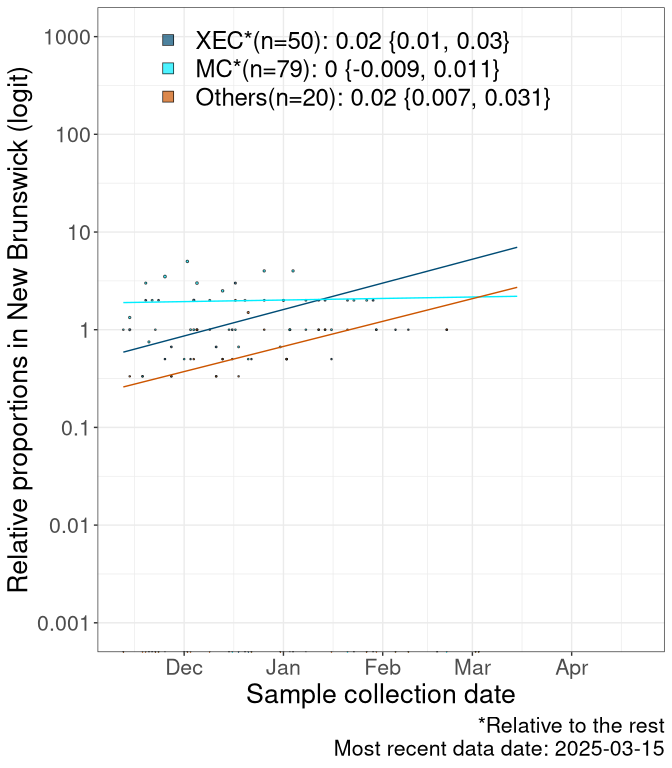 XEC*(n=50): 0.02 {0.01, 0.03}
MC*(n=79): 0 {-0.009, 0.011}
Others(n=20): 0.02 {0.007, 0.031}
Relative proportions in New Brunswick (logit)
1000
100
10
1
0.1
0.01
0.001
Dec Jan Feb Mar Apr
Sample collection date
*Relative to the rest
Most recent data date: 2025-03-15